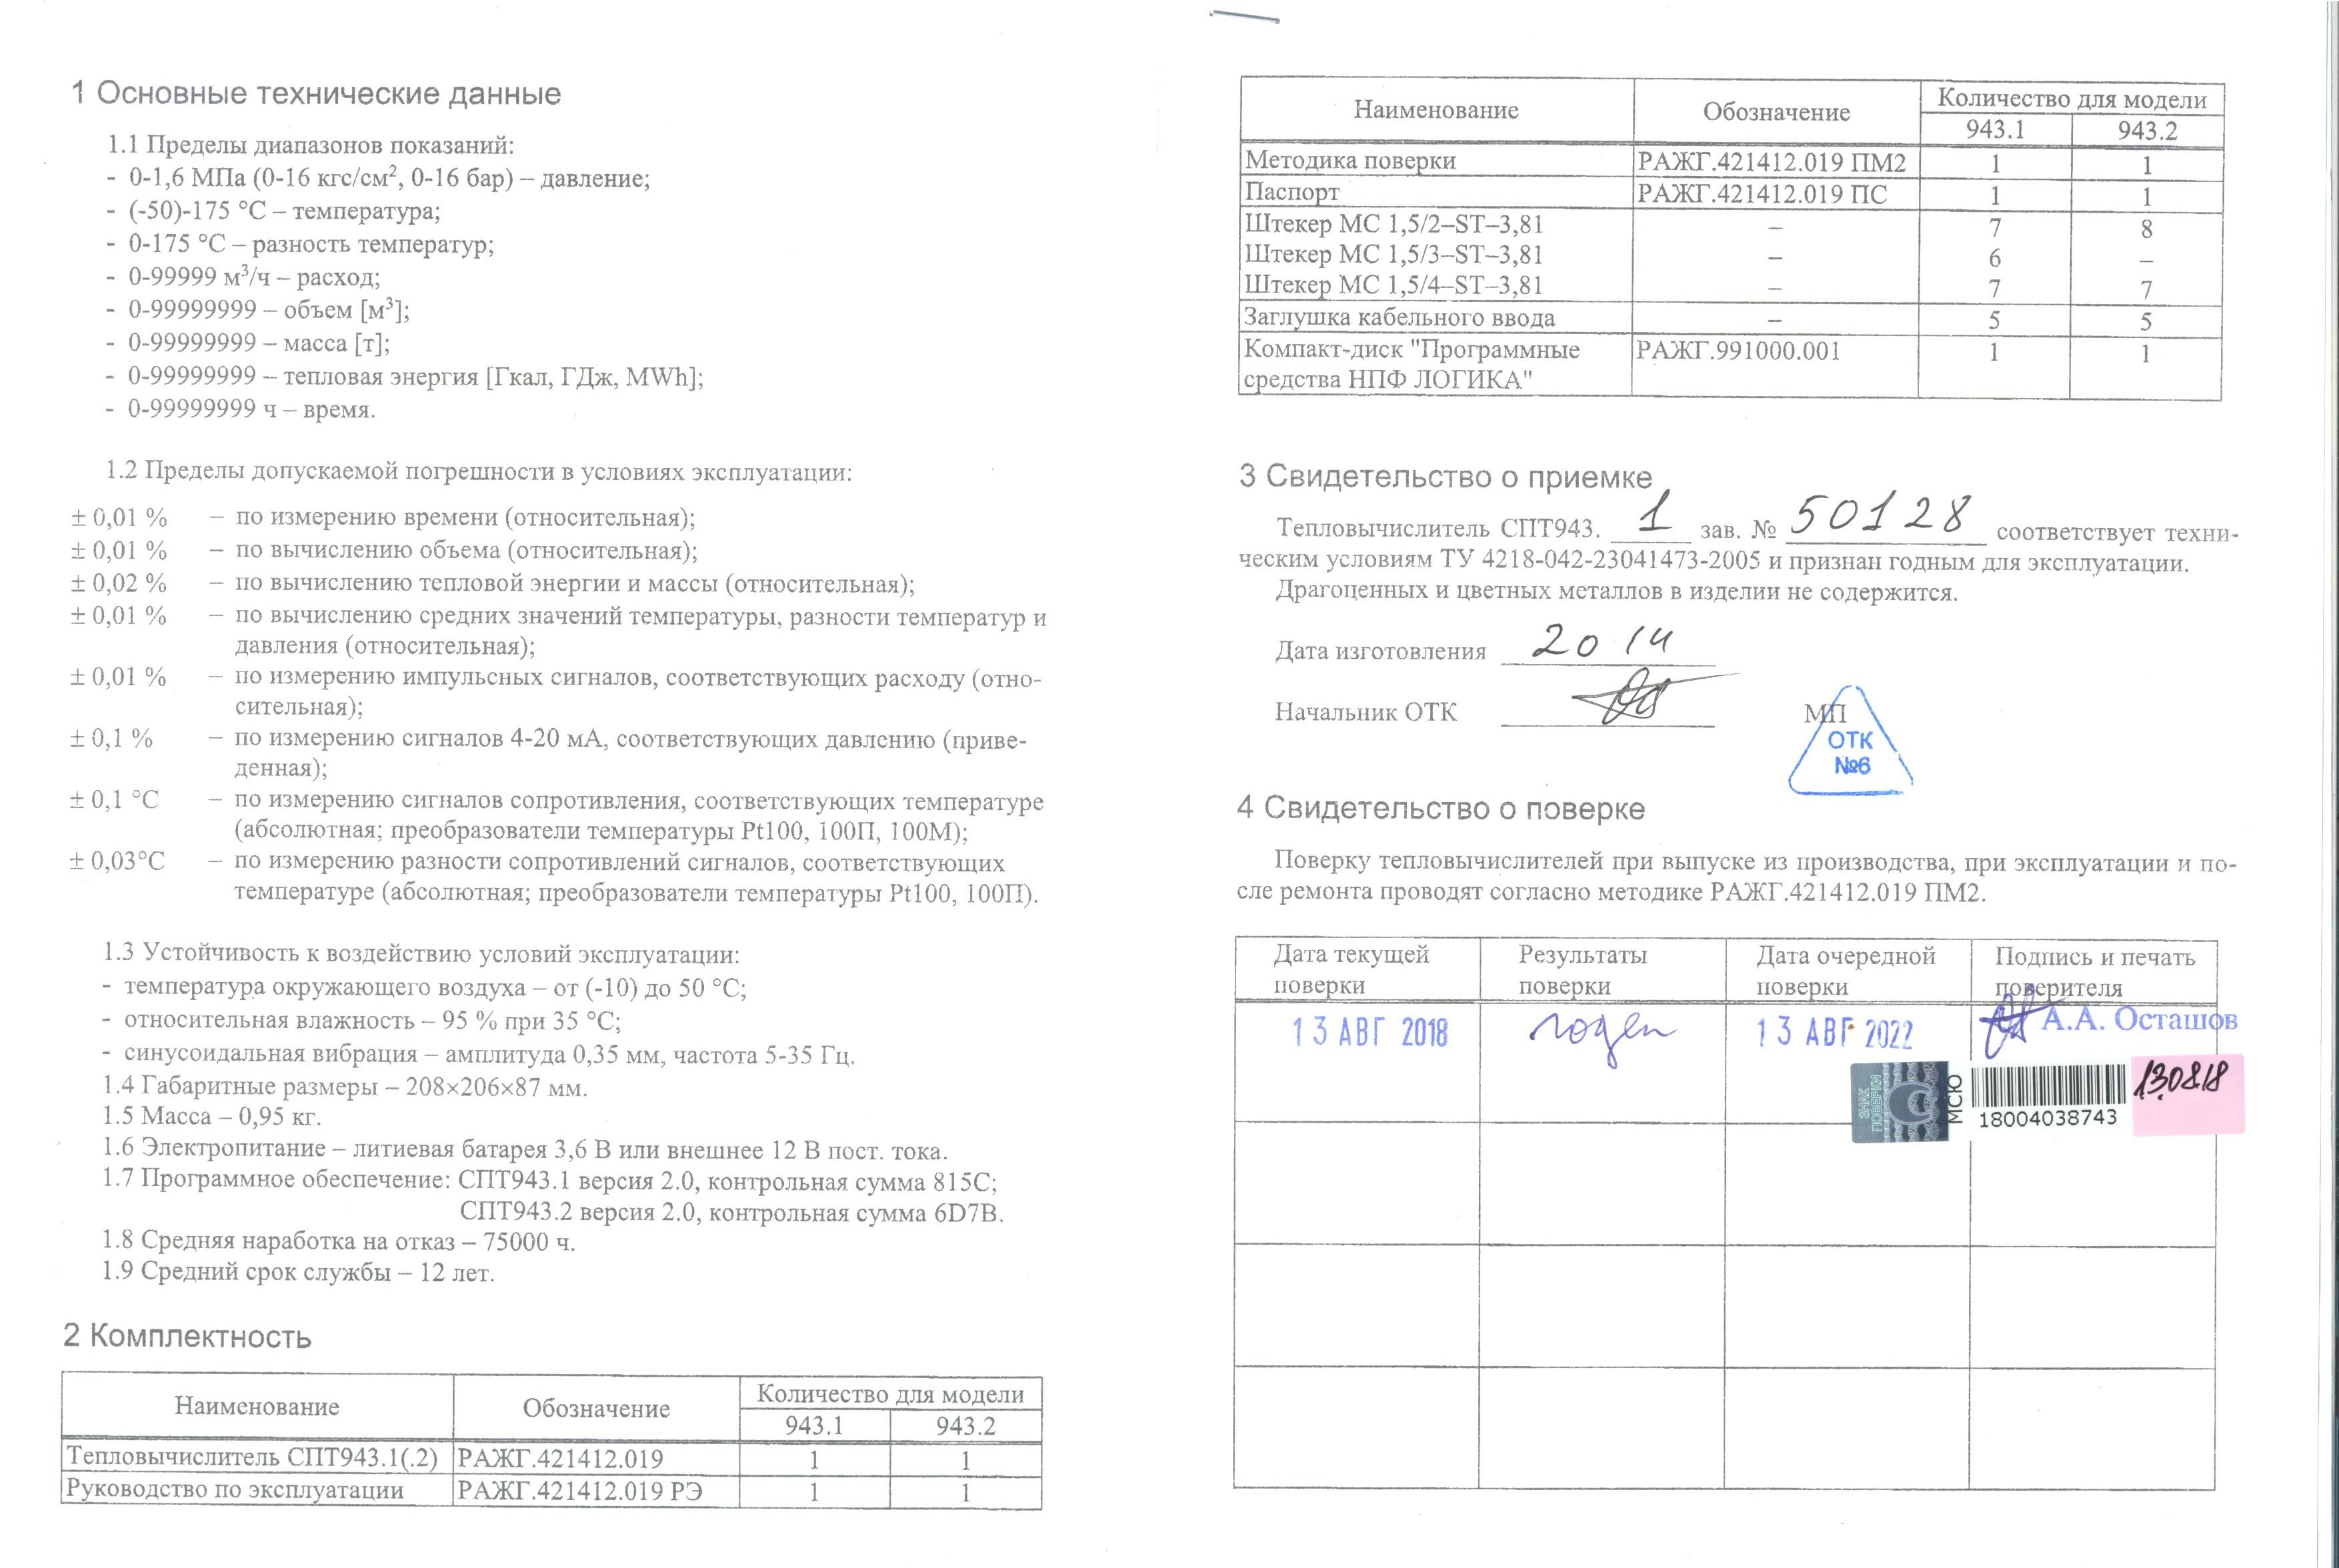 1 Основные технические данные
1.1 Пределы диапазонов показаний:
- 0-1,6 МПа (0-16 кгс/см², 0-16 бар) – давление;
- (-50)-175 °С – температура;
- 0-175 °С – разность температур;
- 0-99999 м³/ч – расход;
- 0-99999999 – объем [м³];
- 0-99999999 – масса [т];
- 0-99999999 – тепловая энергия [Гкал, ГДж, MWh];
- 0-99999999 ч – время.
1.2 Пределы допускаемой погрешности в условиях эксплуатации:
± 0,01 % – по измерению времени (относительная);
± 0,01 % – по вычислению объема (относительная);
± 0,02 % – по вычислению тепловой энергии и массы (относительная);
± 0,01 % – по вычислению средних значений температуры, разности температур и
давления (относительная);
± 0,01 % – по измерению импульсных сигналов, соответствующих расходу (отно-
сительная);
± 0,1 % – по измерению сигналов 4-20 мА, соответствующих давлению (приве-
денная);
± 0,1 °С – по измерению сигналов сопротивления, соответствующих температуре
(абсолютная; преобразователи температуры Pt100, 100П, 100М);
± 0,03°С – по измерению разности сопротивлений сигналов, соответствующих
температуре (абсолютная; преобразователи температуры Pt100, 100П).
1.3 Устойчивость к воздействию условий эксплуатации:
- температура окружающего воздуха – от (-10) до 50 °С;
- относительная влажность – 95 % при 35 °С;
- синусоидальная вибрация – амплитуда 0,35 мм, частота 5-35 Гц.
1.4 Габаритные размеры – 208×206×87 мм.
1.5 Масса – 0,95 кг.
1.6 Электропитание – литиевая батарея 3,6 В или внешнее 12 В пост. тока.
1.7 Программное обеспечение: СПТ943.1 версия 2.0, контрольная сумма 815C;
СПТ943.2 версия 2.0, контрольная сумма 6D7B.
1.8 Средняя наработка на отказ – 75000 ч.
1.9 Средний срок службы – 12 лет.
2 Комплектность
Наименование Обозначение Количество для модели
943.1 943.2
Тепловычислитель СПТ943.1(.2) РАЖГ.421412.019 1 1
Руководство по эксплуатации РАЖГ.421412.019 РЭ 1 1
Наименование Обозначение Количество для модели
943.1 943.2
Методика поверки РАЖГ.421412.019 ПМ2 1 1
Паспорт РАЖГ.421412.019 ПС 1 1
Штекер МС 1,5/2–ST–3,81 – 7 8
Штекер МС 1,5/3–ST–3,81 – 6 –
Штекер МС 1,5/4–ST–3,81 – 7 7
Заглушка кабельного ввода – 5 5
Компакт-диск "Программные РАЖГ.991000.001 1 1
средства НПФ ЛОГИКА"
3 Свидетельство о приемке
Тепловычислитель СПТ943. 1 зав. № 50128 соответствует техни-
ческим условиям ТУ 4218-042-23041473-2005 и признан годным для эксплуатации.
Драгоценных и цветных металлов в изделии не содержится.
Дата изготовления 2014
Начальник ОТК МП
ОТК
№6
4 Свидетельство о поверке
Поверку тепловычислителей при выпуске из производства, при эксплуатации и по-
сле ремонта проводят согласно методике РАЖГ.421412.019 ПМ2.
Дата текущей Результаты Дата очередной Подпись и печать
поверки поверки поверки поверителя
13 АВГ 2018 годен 13 АВГ 2022 А.А. Осташов
ЗНАК
ПОВЕРКИ
МСЮ
18004038743
130818